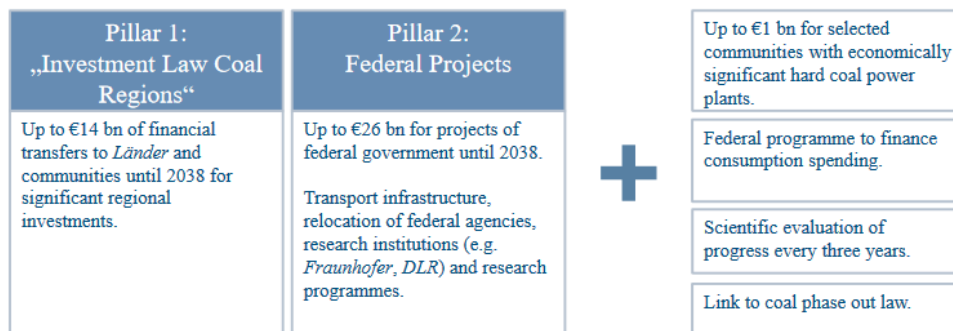 Pillar 1:
„Investment Law Coal
Regions“
Up to €14 bn of financial
transfers to Länder and
communities until 2038 for
significant regional
investments.
Pillar 2:
Federal Projects
Up to €26 bn for projects of
federal government until 2038.
Transport infrastructure,
relocation of federal agencies,
research institutions (e.g.
Fraunhofer, DLR) and research
programmes.
+
Up to €1 bn for selected
communities with economically
significant hard coal power
plants.
Federal programme to finance
consumption spending.
Scientific evaluation of
progress every three years.
Link to coal phase out law.